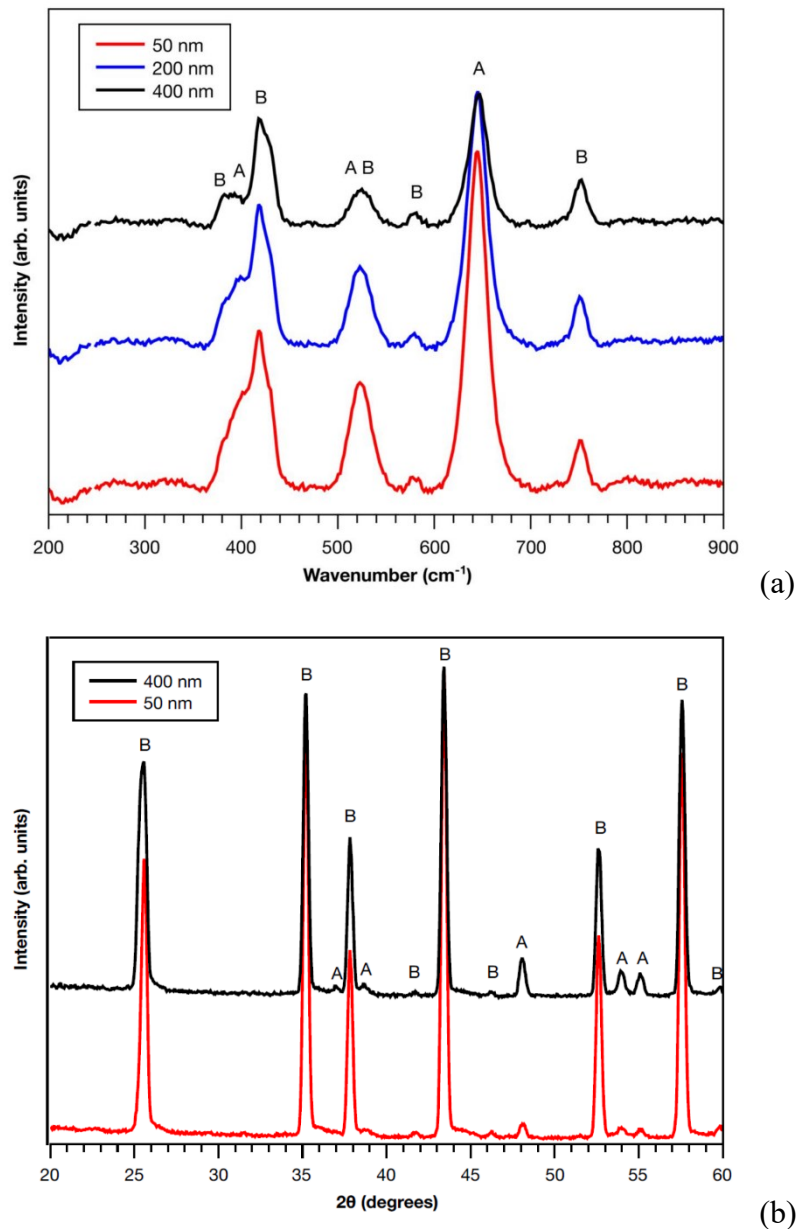 50 nm
200 nm
400 nm
A
B
B A
A B
B
B
Intensity (arb. units)
200 300 400 500 600 700 800 900
Wavenumber (cm⁻¹)
(a)
400 nm
50 nm
B
B
B
B
B
A
A
B
B
A
A
A
B
Intensity (arb. units)
20 25 30 35 40 45 50 55 60
2θ (degrees)
(b)